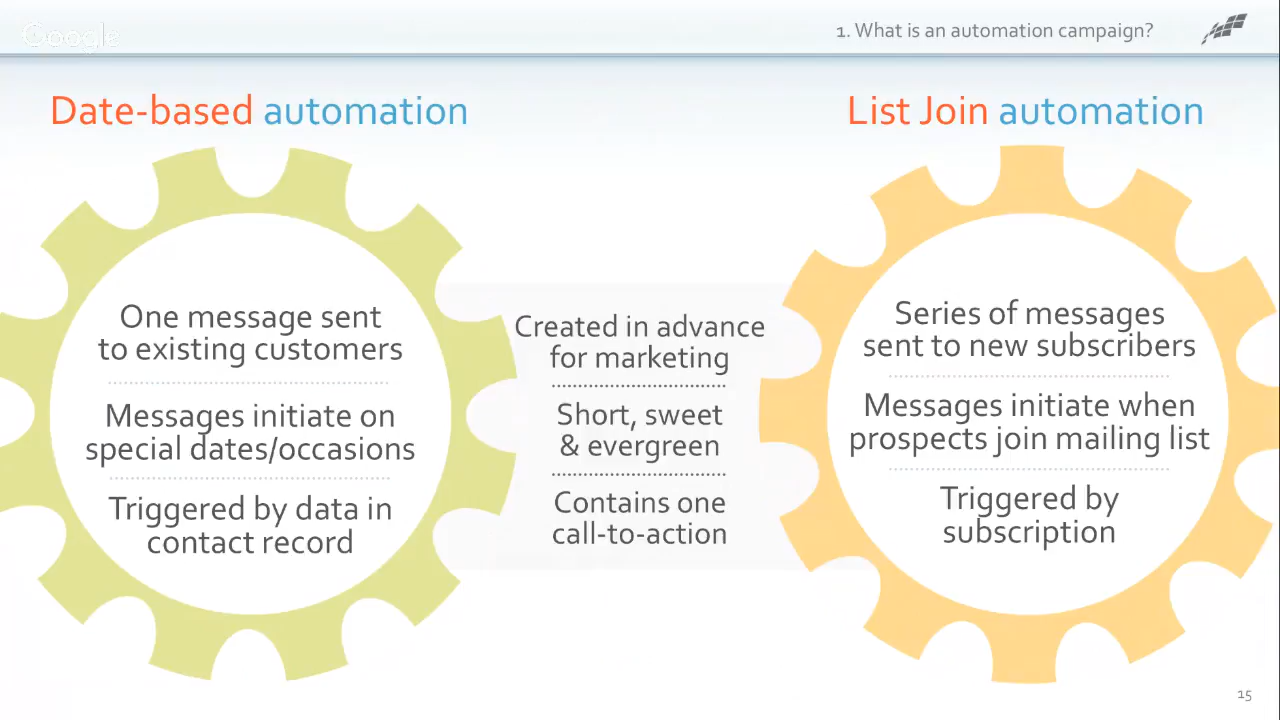 Google
1. What is an automation campaign?
Date-based automation
List Join automation
One message sent
to existing customers
Messages initiate on
special dates/occasions
Triggered by data in
contact record
Created in advance
for marketing
Short, sweet
& evergreen
Contains one
call-to-action
Series of messages
sent to new subscribers
Messages initiate when
prospects join mailing list
Triggered by
subscription
15